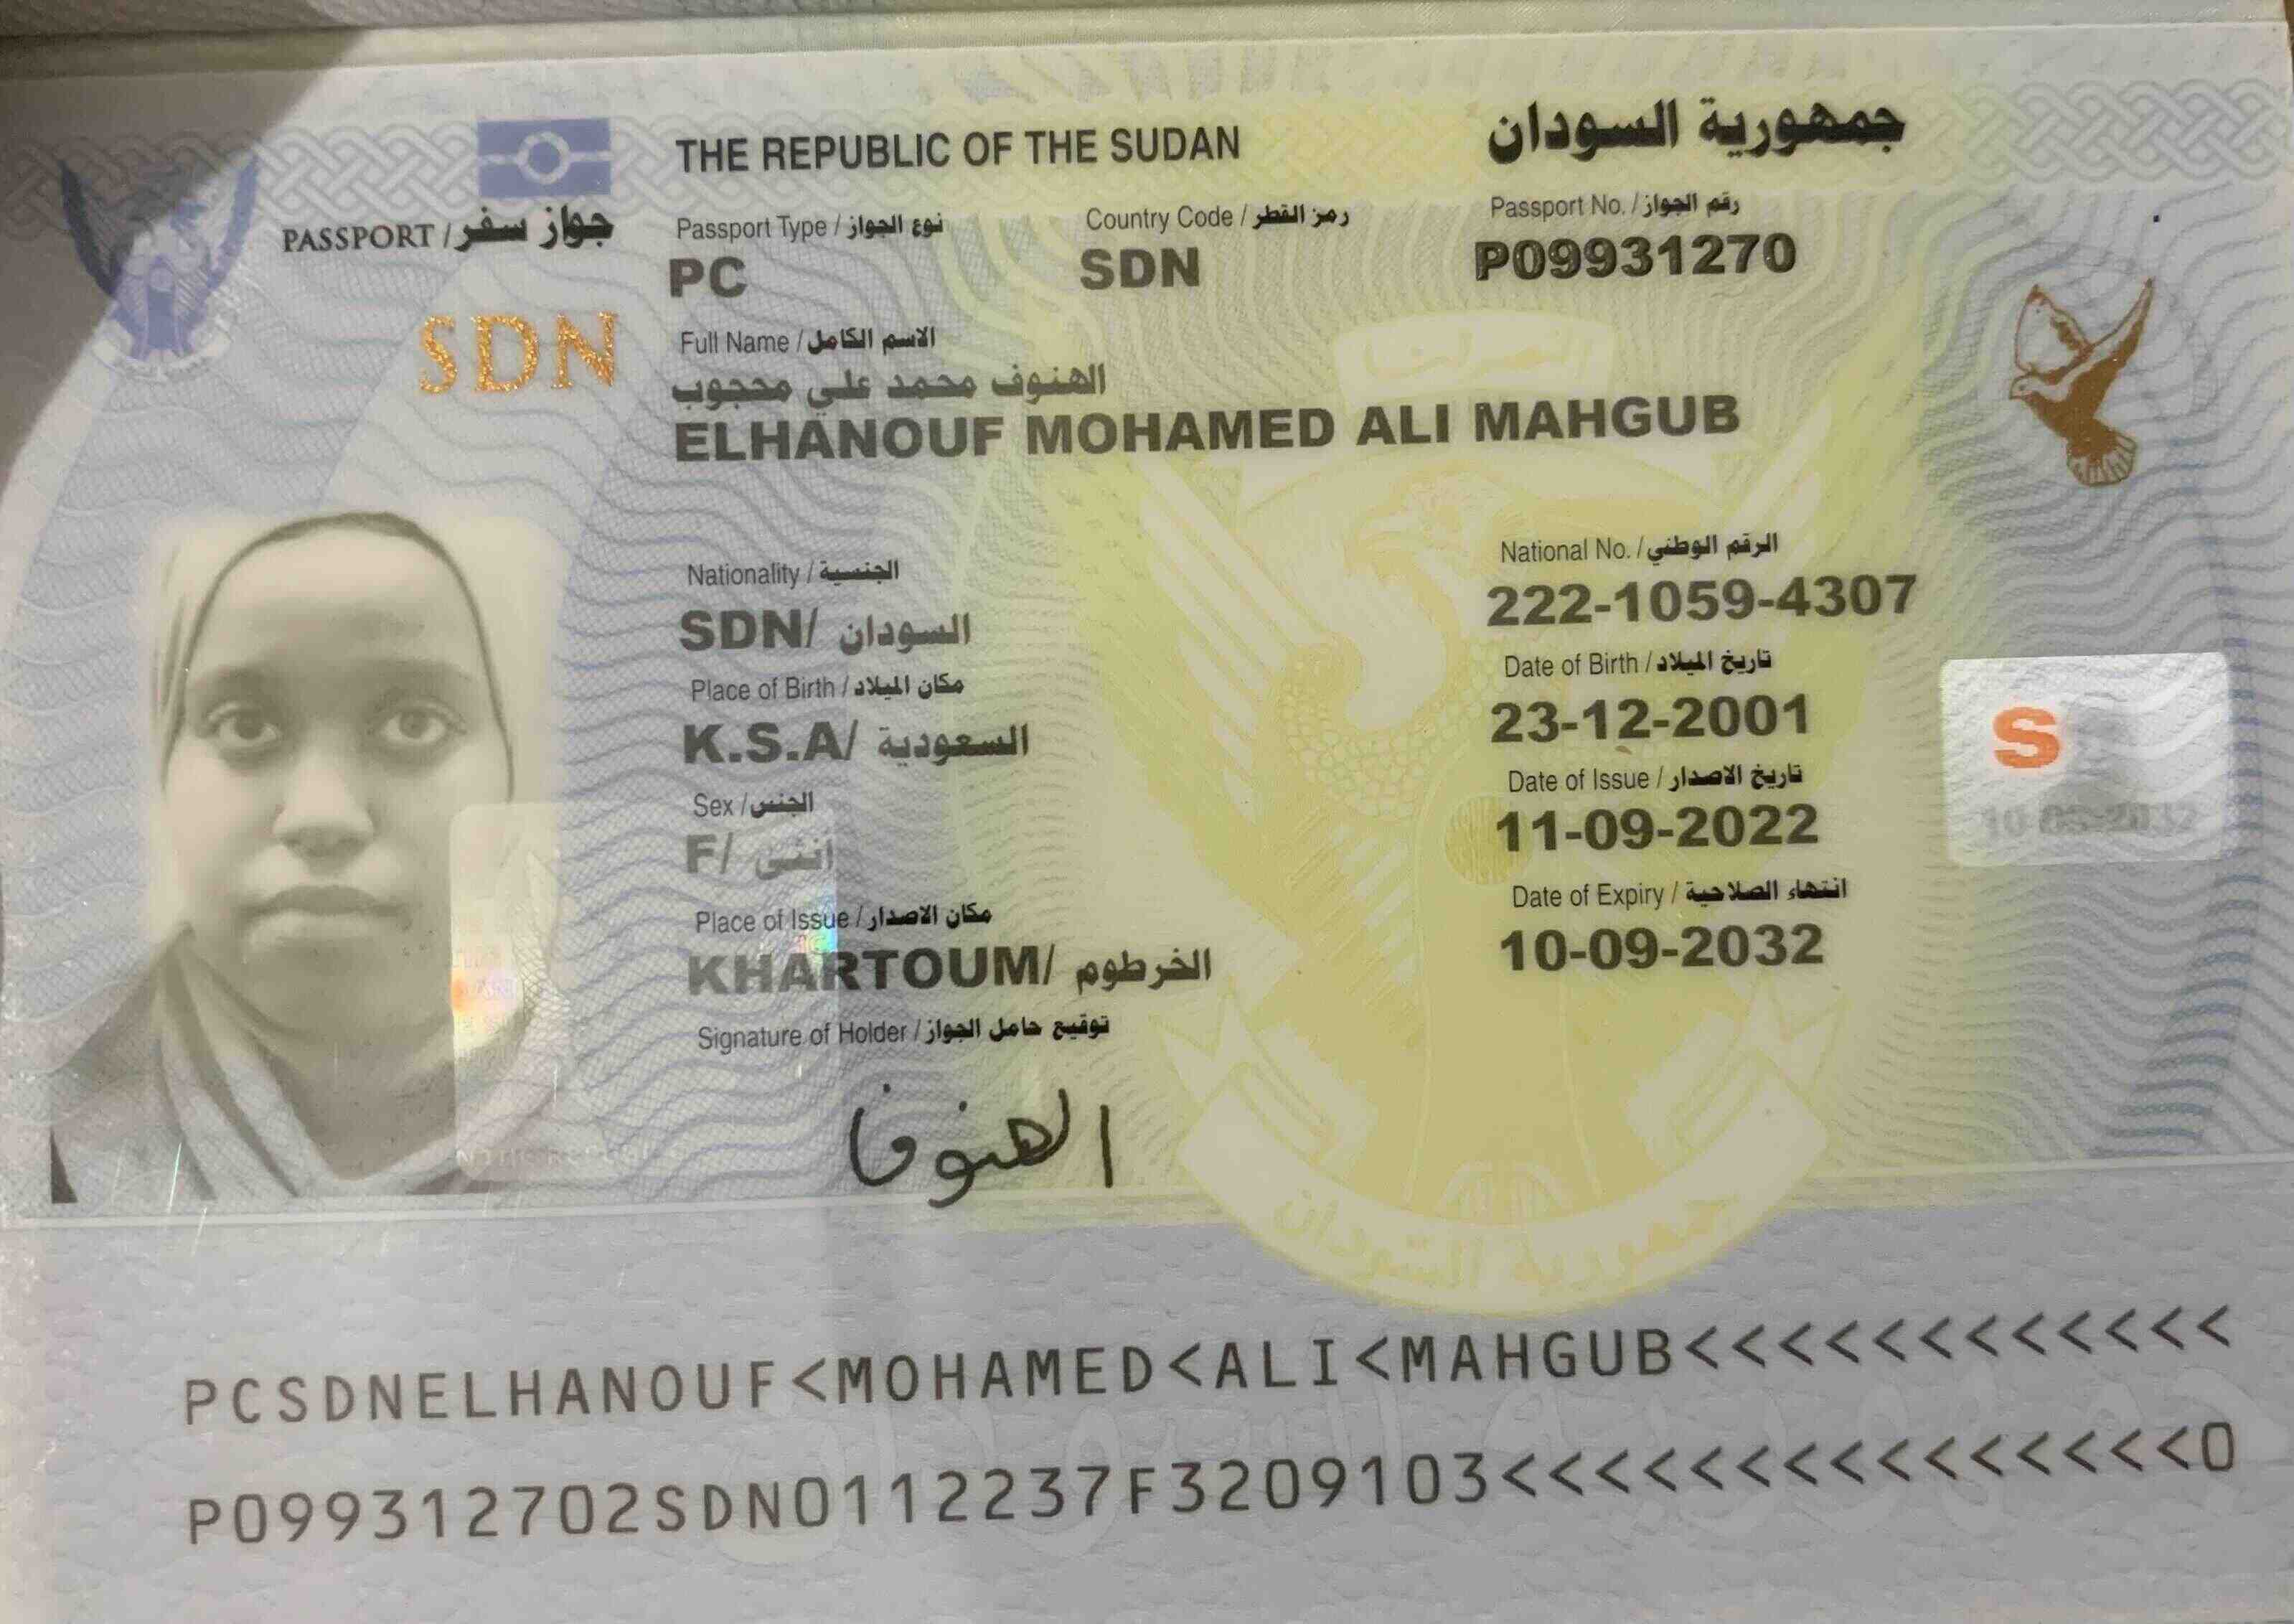 THE REPUBLIC OF THE SUDAN جمهورية السودان
PASSPORT / جواز سفر
Passport Type / نوع الجواز Country Code / رمز القطر Passport No. / رقم الجواز
PC SDN P09931270
SDN
Full Name / الاسم الكامل
الهنوف محمد علي محجوب
ELHANOUF MOHAMED ALI MAHGUB
National No. / الرقم الوطني
222-1059-4307
Nationality / الجنسية
SDN/ السودان
Date of Birth / تاريخ الميلاد
23-12-2001
Place of Birth / مكان الميلاد
K.S.A/ السعودية
Date of Issue / تاريخ الاصدار
11-09-2022
Sex / الجنس
F/ انثى
Date of Expiry / انتهاء الصلاحية
10-09-2032
Place of Issue / مكان الاصدار
KHARTOUM/ الخرطوم
S
10-09-2032
Signature of Holder / توقيع حامل الجواز
الهنوف
جمهورية السودان
PCSDNELHANOUF<MOHAMED<ALI<MAHGUB<<<<<<<<<<<<
P099312702SDN0112237F3209103<<<<<<<<<<<<<<<0